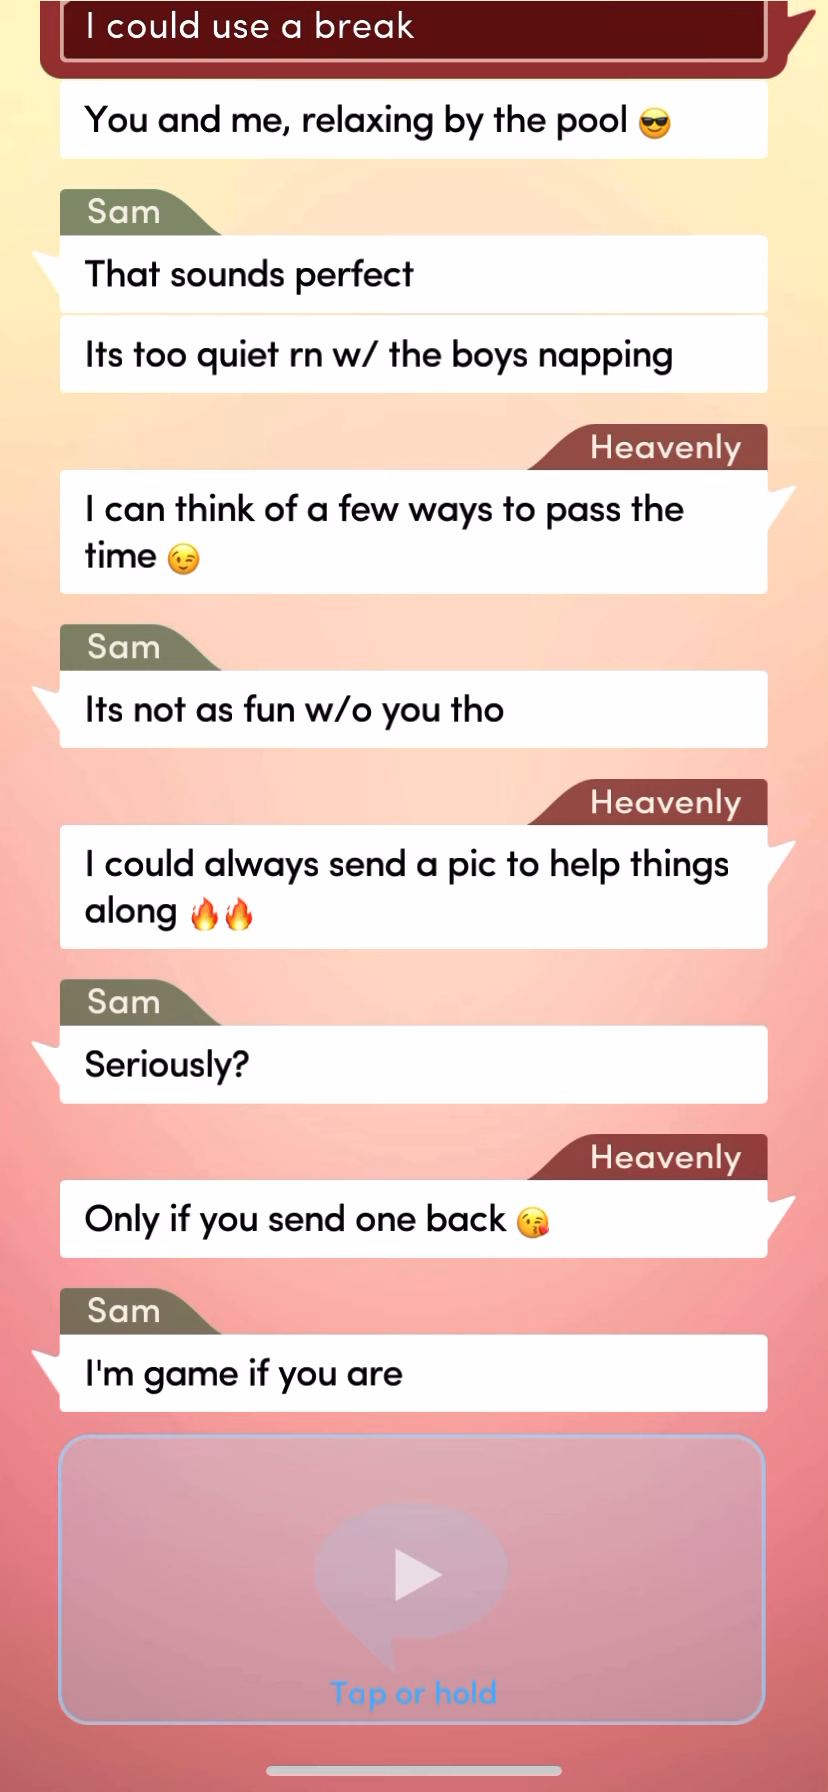 I could use a break
You and me, relaxing by the pool 😎
Sam
That sounds perfect
Its too quiet rn w/ the boys napping
Heavenly
I can think of a few ways to pass the
time 😉
Sam
Its not as fun w/o you tho
Heavenly
I could always send a pic to help things
along 🔥🔥
Sam
Seriously?
Heavenly
Only if you send one back 😘
Sam
I'm game if you are
Tap or hold